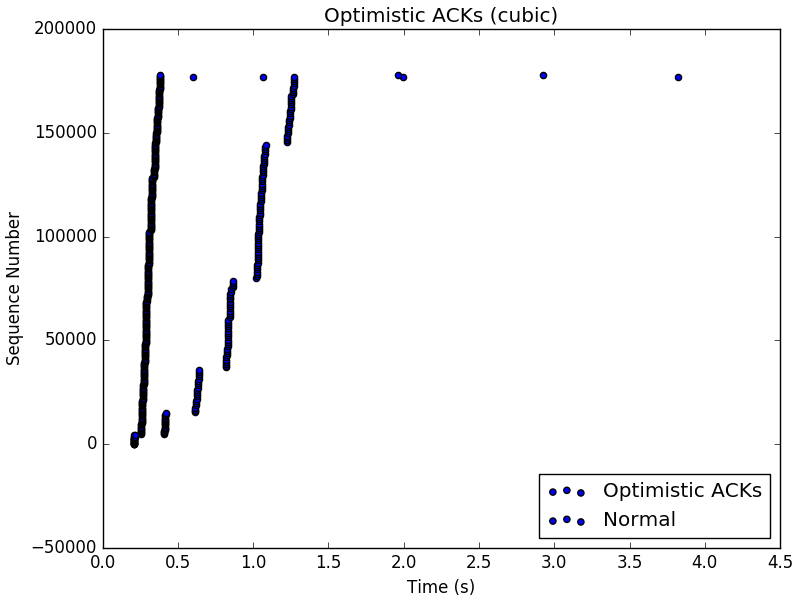 Optimistic ACKs (cubic)
200000
150000
100000
50000
0
−50000
Sequence Number
0.0 0.5 1.0 1.5 2.0 2.5 3.0 3.5 4.0 4.5
Time (s)
Optimistic ACKs
Normal